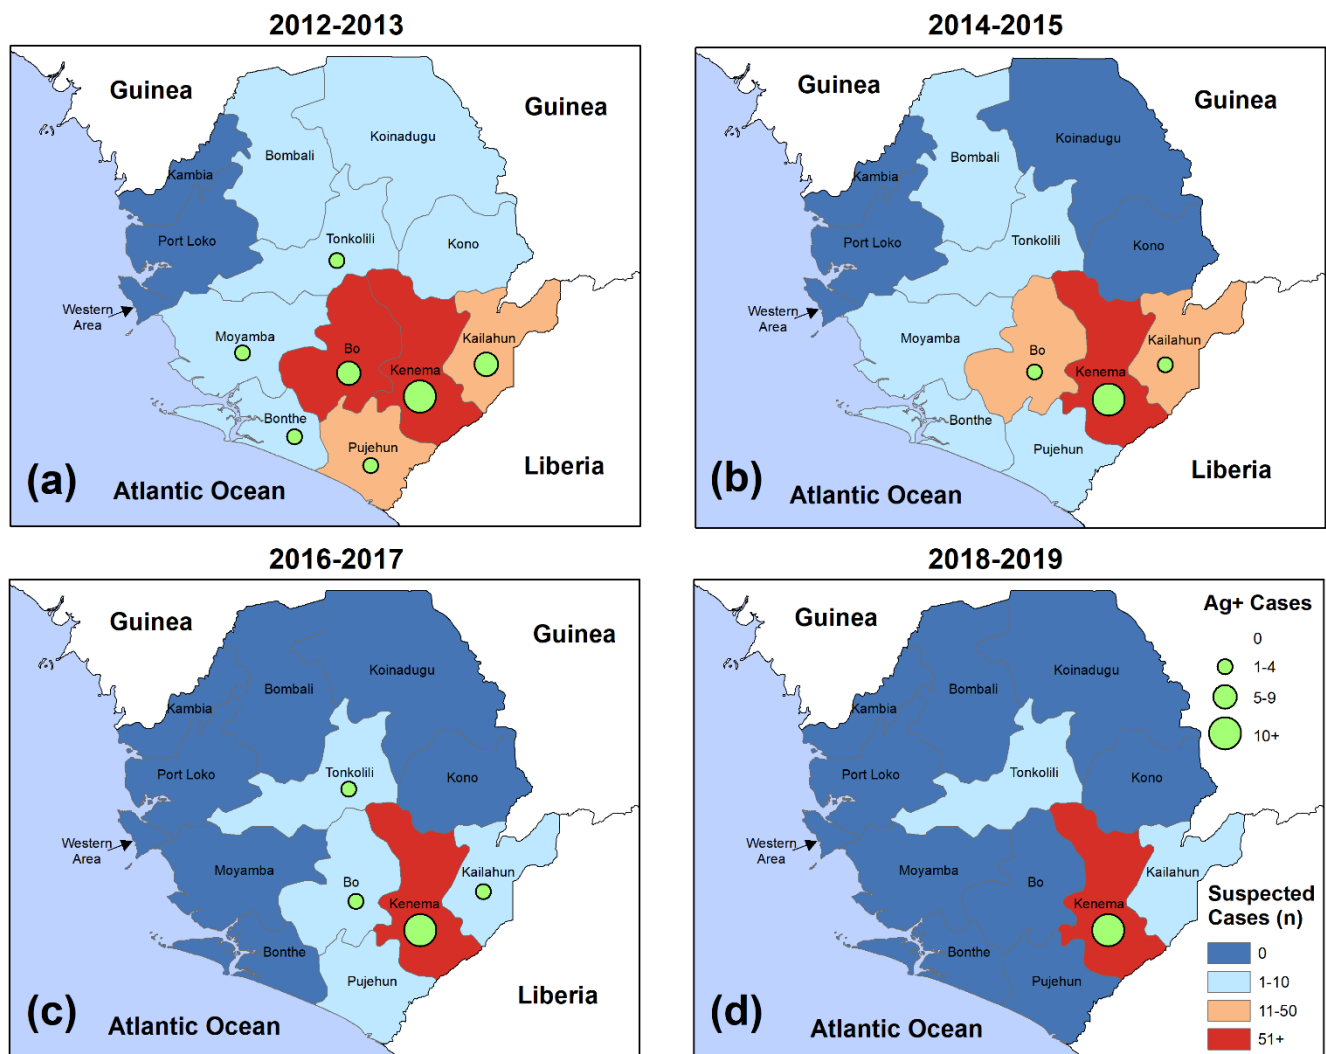 2012-2013
Guinea
Guinea
Koinadugu
Bombali
Kambia
Port Loko
Tonkolili
Kono
Western
Area
Moyamba
Bo
Kailahun
Kenema
Bonthe
Pujehun
Liberia
(a)
Atlantic Ocean
2014-2015
Guinea
Guinea
Koinadugu
Bombali
Kambia
Port Loko
Tonkolili
Kono
Western
Area
Moyamba
Bo
Kailahun
Kenema
Bonthe
Pujehun
Liberia
(b)
Atlantic Ocean
2016-2017
Guinea
Guinea
Koinadugu
Bombali
Kambia
Port Loko
Tonkolili
Kono
Western
Area
Moyamba
Bo
Kailahun
Kenema
Bonthe
Pujehun
Liberia
(c)
Atlantic Ocean
2018-2019
Guinea
Koinadugu
Bombali
Kambia
Port Loko
Tonkolili
Kono
Western
Area
Moyamba
Bo
Kailahun
Kenema
Bonthe
Pujehun
(d)
Atlantic Ocean
Ag+ Cases
0
1-4
5-9
10+
Suspected
Cases (n)
0
1-10
11-50
51+